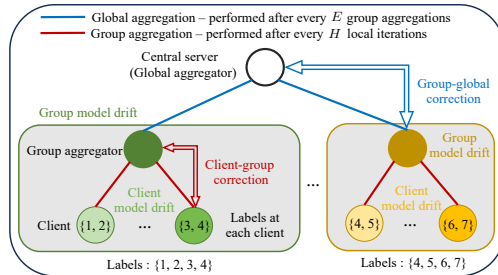 Global aggregation – performed after every E group aggregations
Group aggregation – performed after every H local iterations
Central server
(Global aggregator)
Group-global
correction
Group model drift
Group aggregator
Client-group
correction
Group
model drift
Client
model drift
Client
model drift
...
Client
{1, 2}
...
{3, 4}
Labels at
each client
{4, 5}
...
{6, 7}
Labels : {1, 2, 3, 4}
Labels : {4, 5, 6, 7}